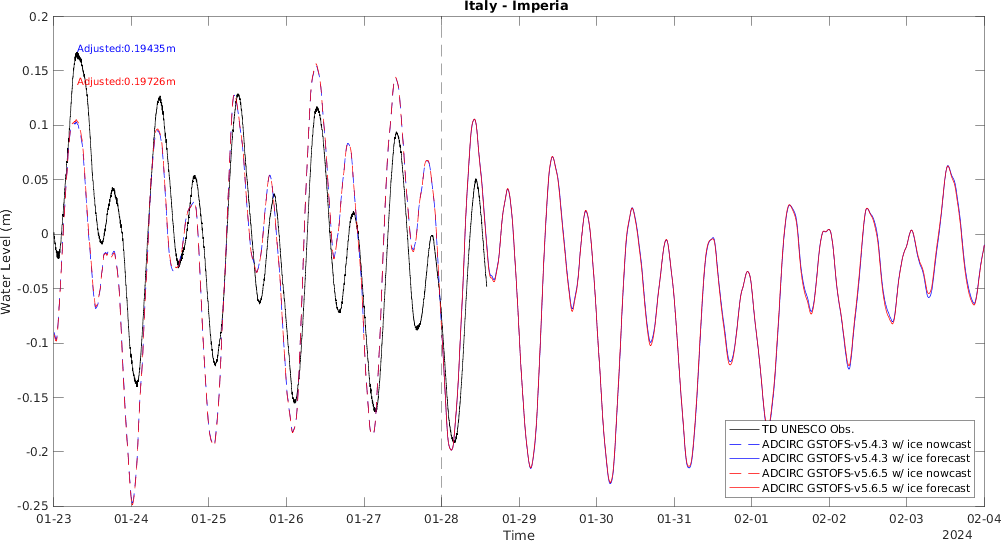 Italy - Imperia
Adjusted:0.19435m
Adjusted:0.19726m
Water Level (m)
0.2
0.15
0.1
0.05
0
-0.05
-0.1
-0.15
-0.2
-0.25
TD UNESCO Obs.
ADCIRC GSTOFS-v5.4.3 w/ ice nowcast
ADCIRC GSTOFS-v5.4.3 w/ ice forecast
ADCIRC GSTOFS-v5.6.5 w/ ice nowcast
ADCIRC GSTOFS-v5.6.5 w/ ice forecast
01-23 01-24 01-25 01-26 01-27 01-28 01-29 01-30 01-31 02-01 02-02 02-03 02-04
Time
2024